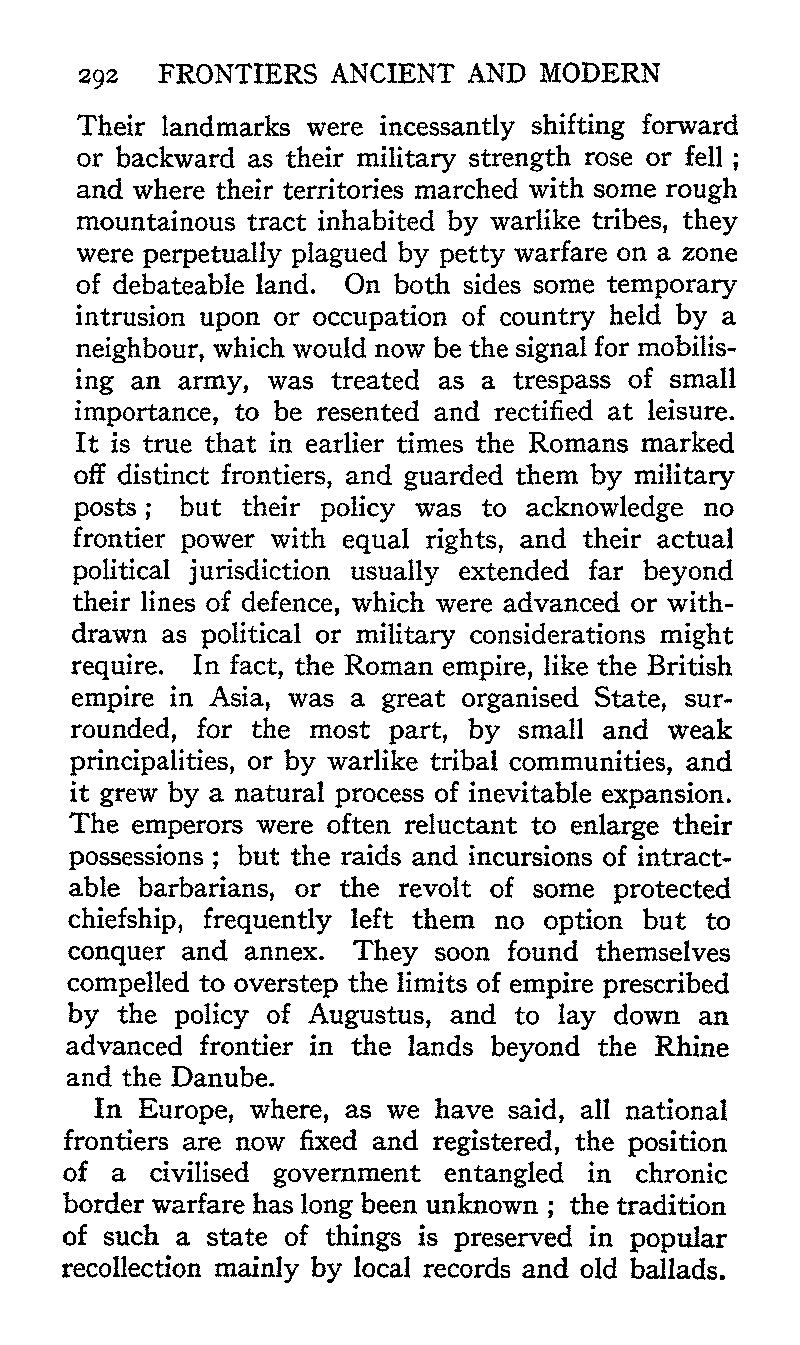 292 FRONTIERS ANCIENT AND MODERN
Their landmarks were incessantly shifting forward
or backward as their military strength rose or fell ;
and where their territories marched with some rough
mountainous tract inhabited by warlike tribes, they
were perpetually plagued by petty warfare on a zone
of debateable land. On both sides some temporary
intrusion upon or occupation of country held by a
neighbour, which would now be the signal for mobilis-
ing an army, was treated as a trespass of small
importance, to be resented and rectified at leisure.
It is true that in earlier times the Romans marked
off distinct frontiers, and guarded them by military
posts ; but their policy was to acknowledge no
frontier power with equal rights, and their actual
political jurisdiction usually extended far beyond
their lines of defence, which were advanced or with-
drawn as political or military considerations might
require. In fact, the Roman empire, like the British
empire in Asia, was a great organised State, sur-
rounded, for the most part, by small and weak
principalities, or by warlike tribal communities, and
it grew by a natural process of inevitable expansion.
The emperors were often reluctant to enlarge their
possessions ; but the raids and incursions of intract-
able barbarians, or the revolt of some protected
chiefship, frequently left them no option but to
conquer and annex. They soon found themselves
compelled to overstep the limits of empire prescribed
by the policy of Augustus, and to lay down an
advanced frontier in the lands beyond the Rhine
and the Danube.
In Europe, where, as we have said, all national
frontiers are now fixed and registered, the position
of a civilised government entangled in chronic
border warfare has long been unknown ; the tradition
of such a state of things is preserved in popular
recollection mainly by local records and old ballads.